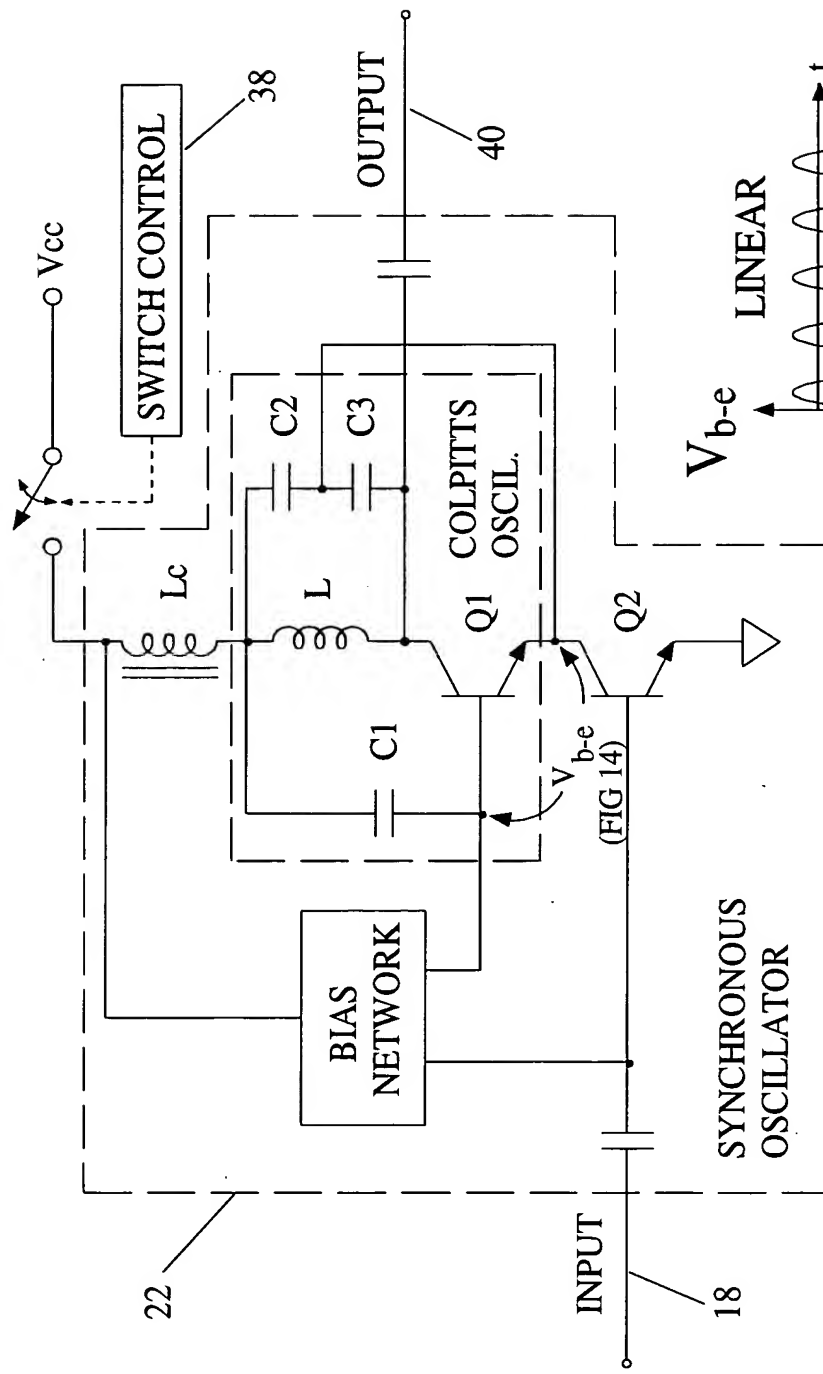 Vcc
SWITCH CONTROL
38
Lc
L
C2
C3
C1
COLPITTS
OSCIL.
Q1
Q2
OUTPUT
40
BIAS
NETWORK
V b-e
(FIG 14)
22
INPUT
18
SYNCHRONOUS
OSCILLATOR
V b-e
LINEAR
t